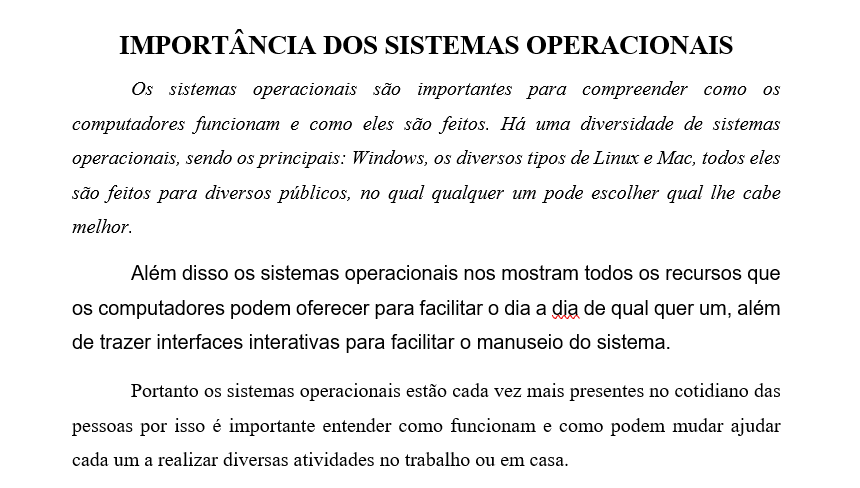 IMPORTÂNCIA DOS SISTEMAS OPERACIONAIS
Os sistemas operacionais são importantes para compreender como os
computadores funcionam e como eles são feitos. Há uma diversidade de sistemas
operacionais, sendo os principais: Windows, os diversos tipos de Linux e Mac, todos eles
são feitos para diversos públicos, no qual qualquer um pode escolher qual lhe cabe
melhor.
Além disso os sistemas operacionais nos mostram todos os recursos que
os computadores podem oferecer para facilitar o dia a dia de qual quer um, além
de trazer interfaces interativas para facilitar o manuseio do sistema.
Portanto os sistemas operacionais estão cada vez mais presentes no cotidiano das
pessoas por isso é importante entender como funcionam e como podem mudar ajudar
cada um a realizar diversas atividades no trabalho ou em casa.